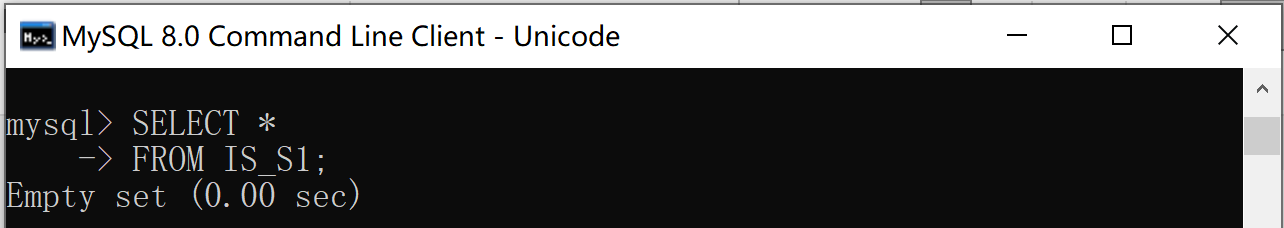 MySQL 8.0 Command Line Client - Unicode
mysql> SELECT *
    -> FROM IS_S1;
Empty set (0.00 sec)